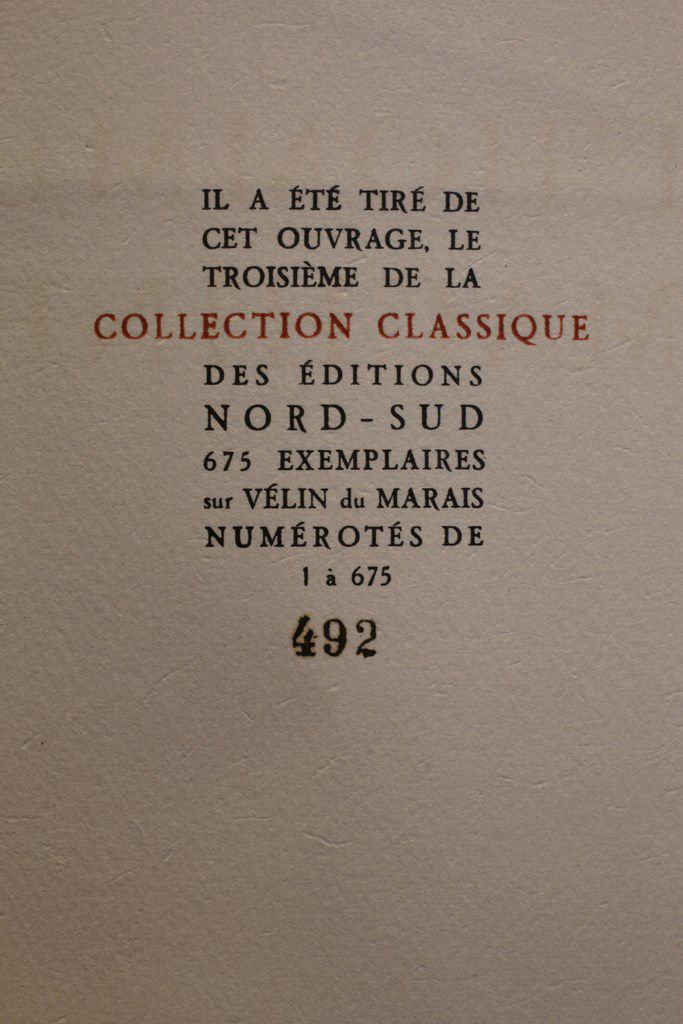 IL A ÉTÉ TIRÉ DE
CET OUVRAGE, LE
TROISIÈME DE LA
COLLECTION CLASSIQUE
DES ÉDITIONS
NORD-SUD
675 EXEMPLAIRES
sur VÉLIN du MARAIS
NUMÉROTÉS DE
1 à 675
492